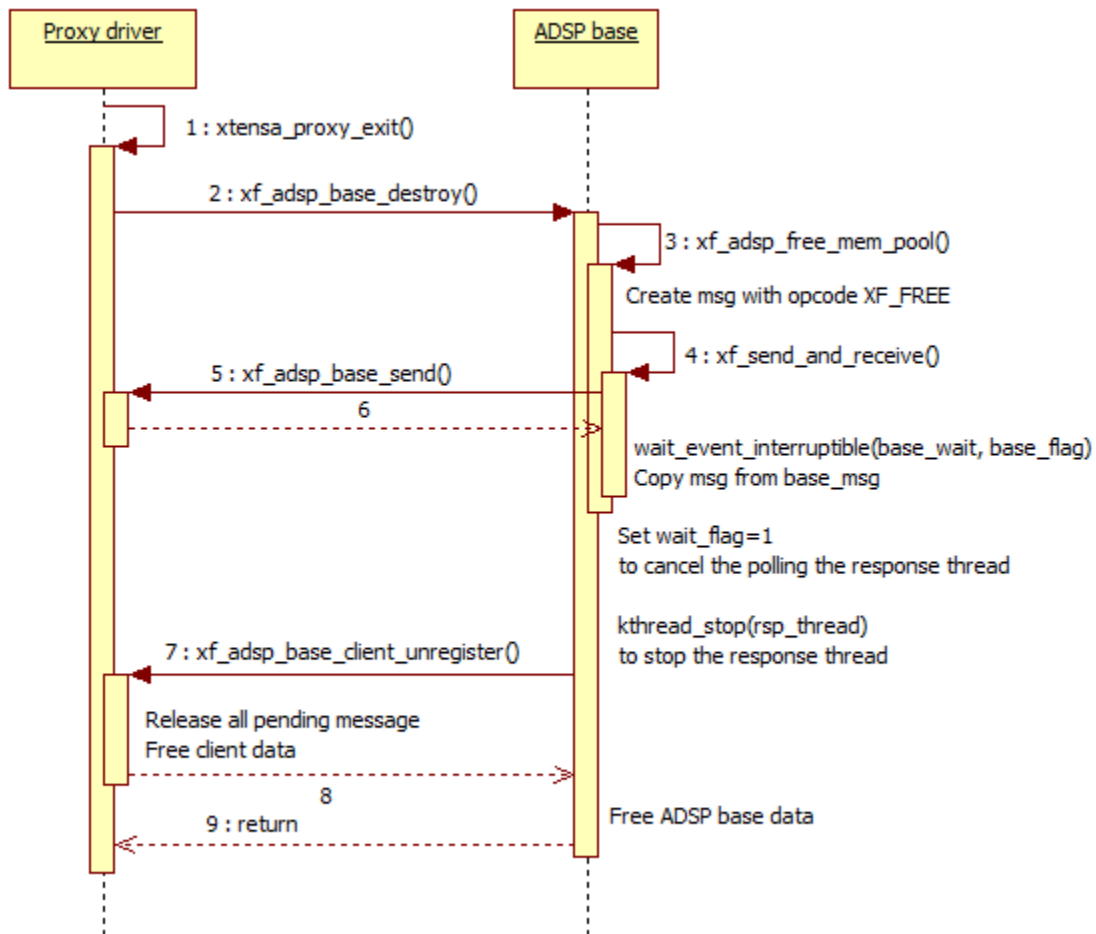 Proxy driver
ADSP base
1 : xtensa_proxy_exit()
2 : xf_adsp_base_destroy()
3 : xf_adsp_free_mem_pool()
Create msg with opcode XF_FREE
4 : xf_send_and_receive()
5 : xf_adsp_base_send()
6
wait_event_interruptible(base_wait, base_flag)
Copy msg from base_msg
Set wait_flag=1
to cancel the polling the response thread
kthread_stop(rsp_thread)
to stop the response thread
7 : xf_adsp_base_client_unregister()
Release all pending message
Free client data
8
Free ADSP base data
9 : return